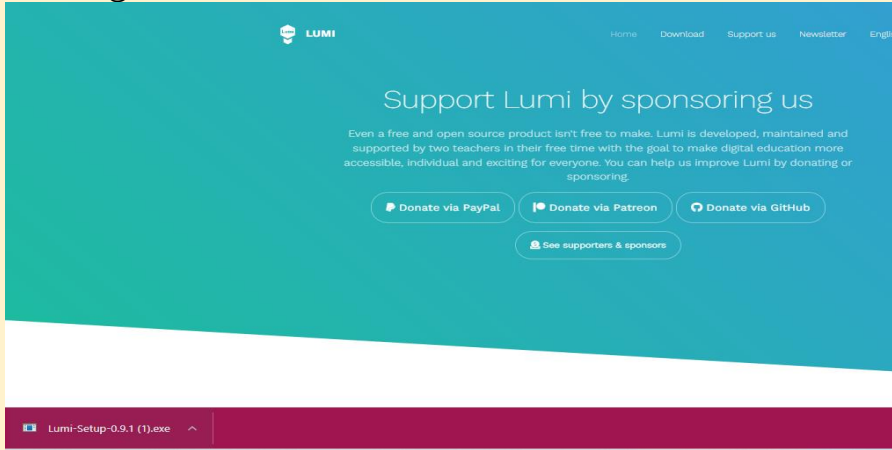 LUMI
Home Download Support us Newsletter
Support Lumi by sponsoring us
Even a free and open source product isn't free to make. Lumi is developed, maintained and
supported by two teachers in their free time with the goal to make digital education more
accessible, individual and exciting for everyone. You can help us improve Lumi by donating or
sponsoring.
Donate via PayPal Donate via Patreon Donate via GitHub
See supporters & sponsors
Lumi-Setup-0.9.1 (1).exe